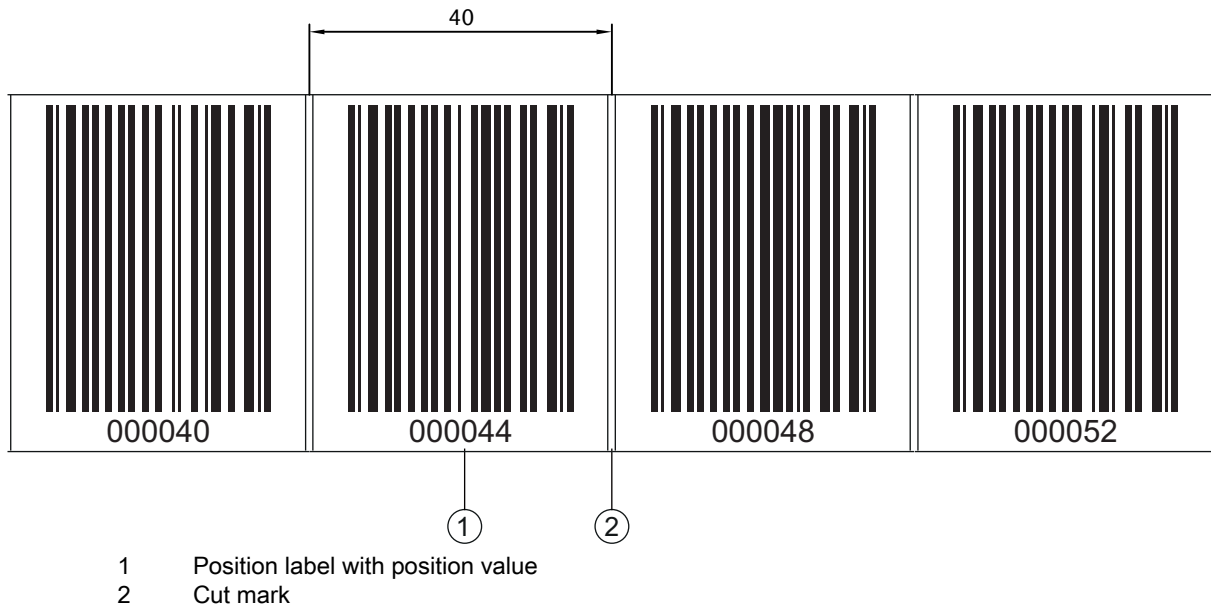 40
000040 000044 000048 000052
1 2
1 Position label with position value
2 Cut mark